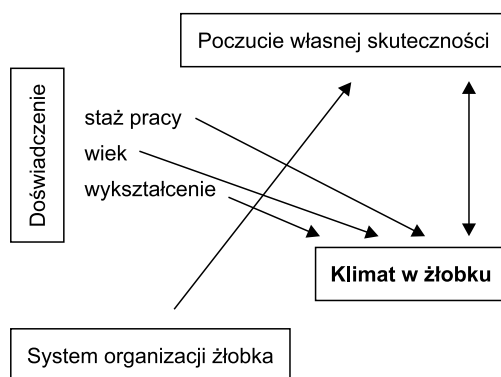 Poczucie własnej skuteczności
Doświadczenie
staż pracy
wiek
wykształcenie
Klimat w żłobku
System organizacji żłobka